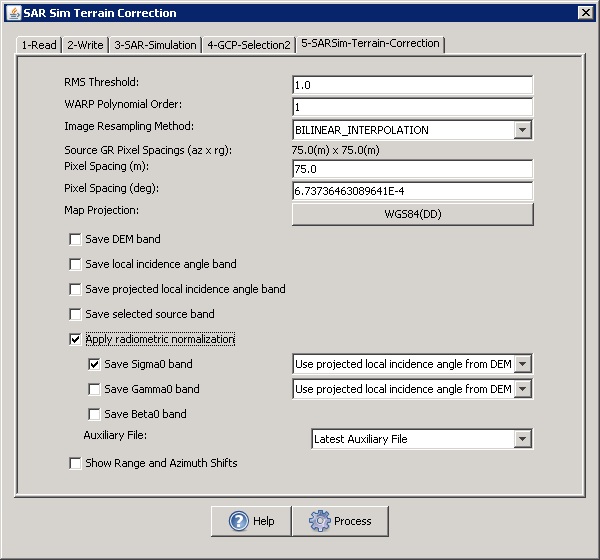 SAR Sim Terrain Correction
1-Read 2-Write 3-SAR-Simulation 4-GCP-Selection2 5-SARSim-Terrain-Correction
RMS Threshold: 1.0
WARP Polynomial Order: 1
Image Resampling Method: BILINEAR_INTERPOLATION
Source GR Pixel Spacings (az x rg): 75.0(m) x 75.0(m)
Pixel Spacing (m): 75.0
Pixel Spacing (deg): 6.73736463089641E-4
Map Projection: WGS84(DD)
Save DEM band
Save local incidence angle band
Save projected local incidence angle band
Save selected source band
Apply radiometric normalization
Save Sigma0 band Use projected local incidence angle from DEM
Save Gamma0 band Use projected local incidence angle from DEM
Save Beta0 band
Auxiliary File: Latest Auxiliary File
Show Range and Azimuth Shifts
Help Process